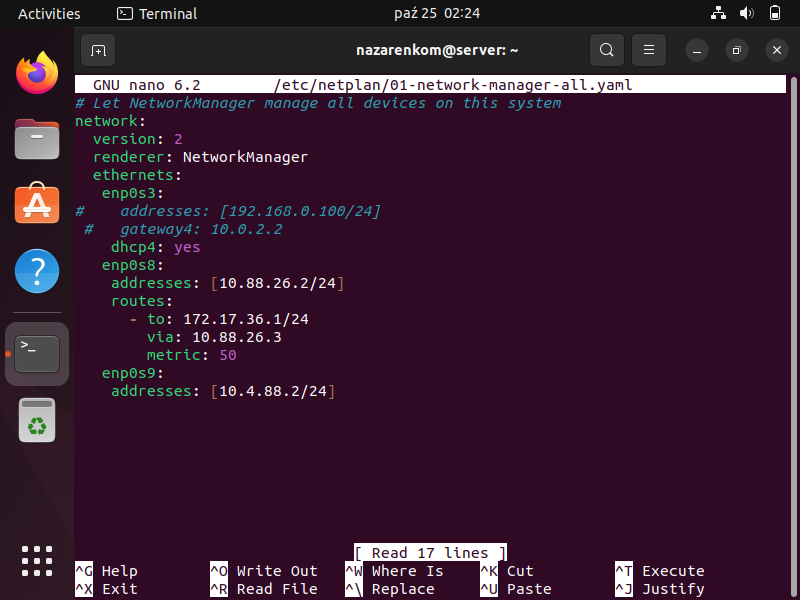 Activities Terminal paź 25 02:24
nazarenkom@server: ~
GNU nano 6.2 /etc/netplan/01-network-manager-all.yaml
# Let NetworkManager manage all devices on this system
network:
  version: 2
  renderer: NetworkManager
  ethernets:
   enp0s3:
#    addresses: [192.168.0.100/24]
 #   gateway4: 10.0.2.2
    dhcp4: yes
   enp0s8:
    addresses: [10.88.26.2/24]
    routes:
      - to: 172.17.36.1/24
        via: 10.88.26.3
        metric: 50
   enp0s9:
    addresses: [10.4.88.2/24]
[ Read 17 lines ]
^G Help ^O Write Out ^W Where Is ^K Cut ^T Execute
^X Exit ^R Read File ^\ Replace ^U Paste ^J Justify